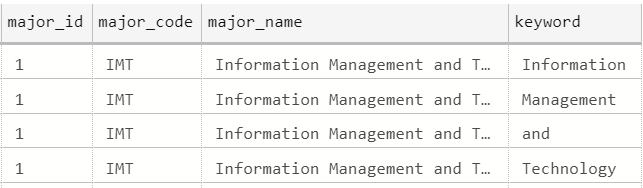 major_id major_code major_name keyword
1 IMT Information Management and T… Information
1 IMT Information Management and T… Management
1 IMT Information Management and T… and
1 IMT Information Management and T… Technology